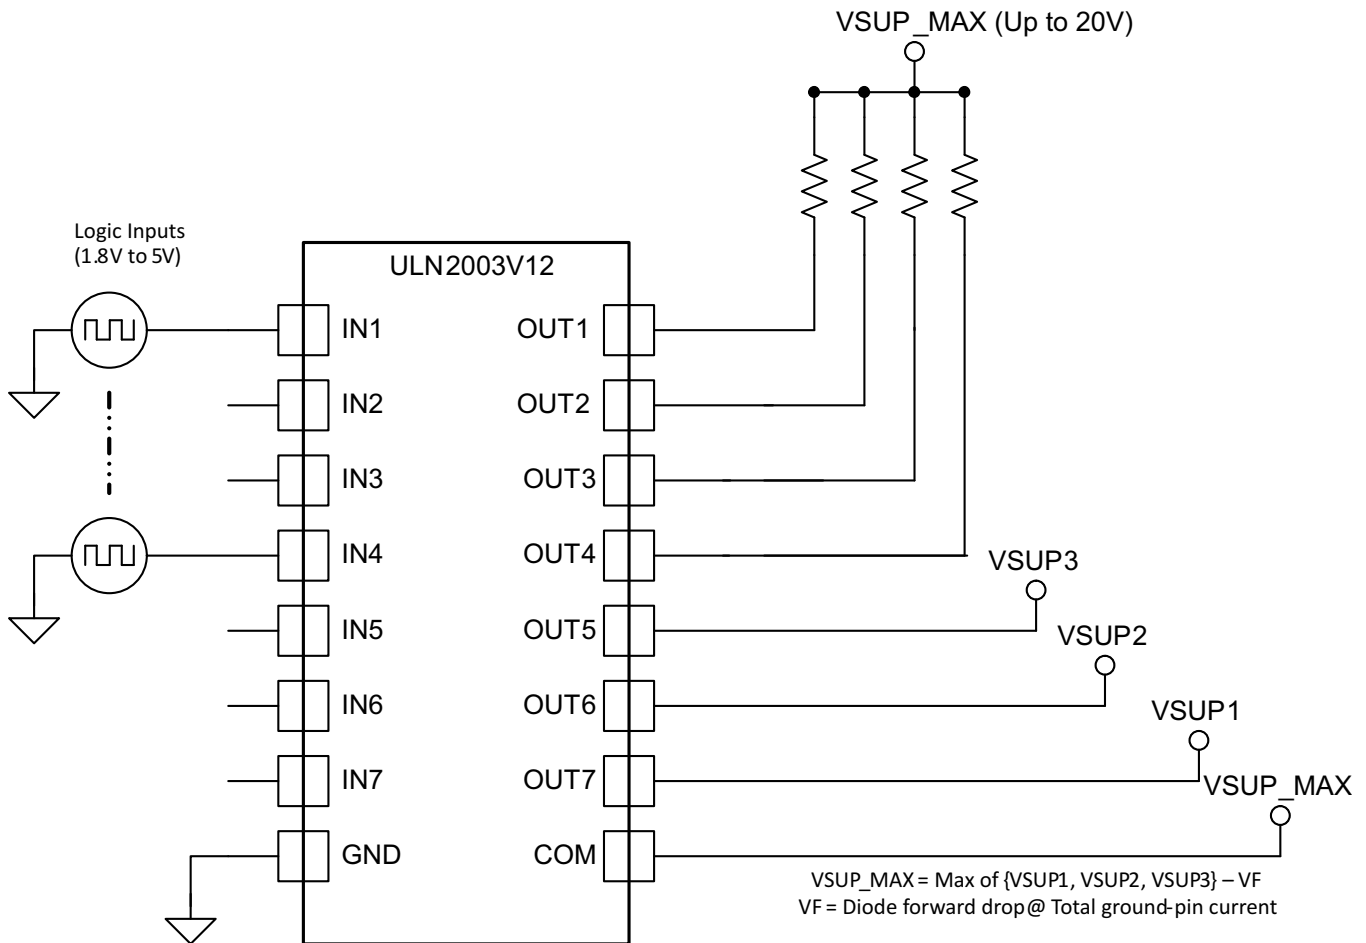 VSUP_MAX (Up to 20V)
Logic Inputs
(1.8V to 5V)
ULN2003V12
IN1
OUT1
IN2
OUT2
IN3
OUT3
IN4
OUT4
VSUP3
IN5
OUT5
VSUP2
IN6
OUT6
VSUP1
IN7
OUT7
VSUP_MAX
GND
COM
VSUP_MAX = Max of {VSUP1, VSUP2, VSUP3} – VF
VF = Diode forward drop @ Total ground-pin current